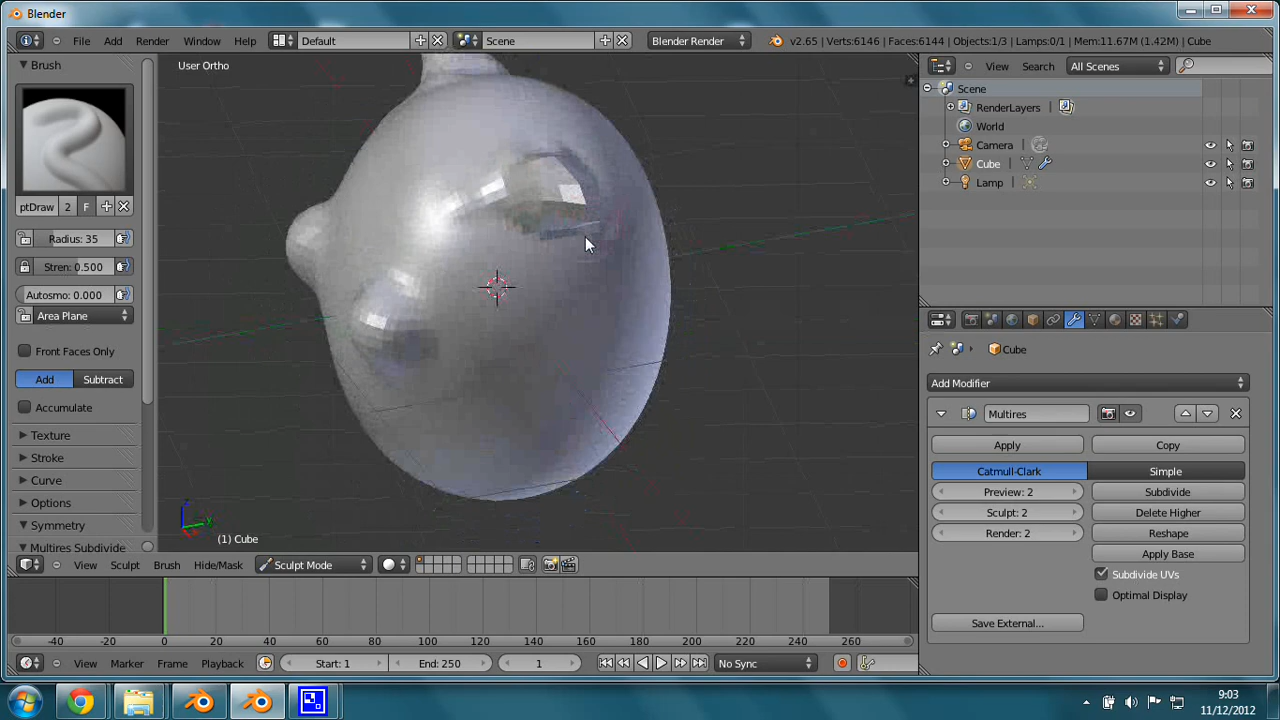 Blender
File Add Render Window Help Default Scene Blender Render v2.65 | Verts:6146 | Faces:6144 | Objects:1/3 | Lamps:0/1 | Mem:11.67M (1.42M) | Cube
Brush
User Ortho
ptDraw 2 F
Radius: 35
Stren: 0.500
Autosmo: 0.000
Area Plane
Front Faces Only
Add Subtract
Accumulate
Texture
Stroke
Curve
Options
Symmetry
Multires Subdivide
(1) Cube
View Sculpt Brush Hide/Mask Sculpt Mode
-40 -20 0 20 40 60 80 100 120 140 160 180 200 220 240 260
View Marker Frame Playback Start: 1 End: 250 1 No Sync
View Search All Scenes
Scene
RenderLayers
World
Camera
Cube
Lamp
Cube
Add Modifier
Multires
Apply Copy
Catmull-Clark Simple
Preview: 2 Subdivide
Sculpt: 2 Delete Higher
Render: 2 Reshape
Apply Base
Subdivide UVs
Optimal Display
Save External...
9:03
11/12/2012